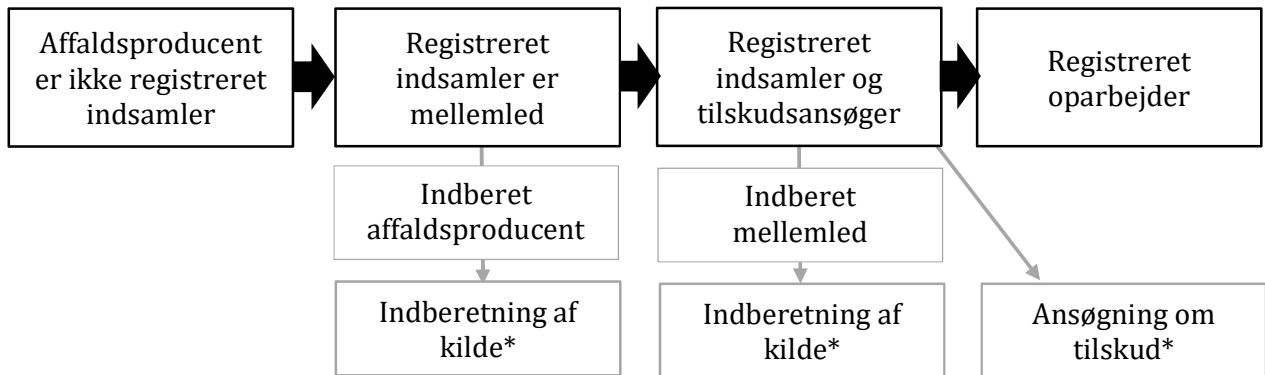 Affaldsproducent
er ikke registreret
indsamler
Registreret
indsamler er
mellemled
Registreret
indsamler og
tilskudsansøger
Registreret
oparbejder
Indberet
affaldsproducent
Indberet
mellemled
Indberetning af
kilde*
Indberetning af
kilde*
Ansøgning om
tilskud*